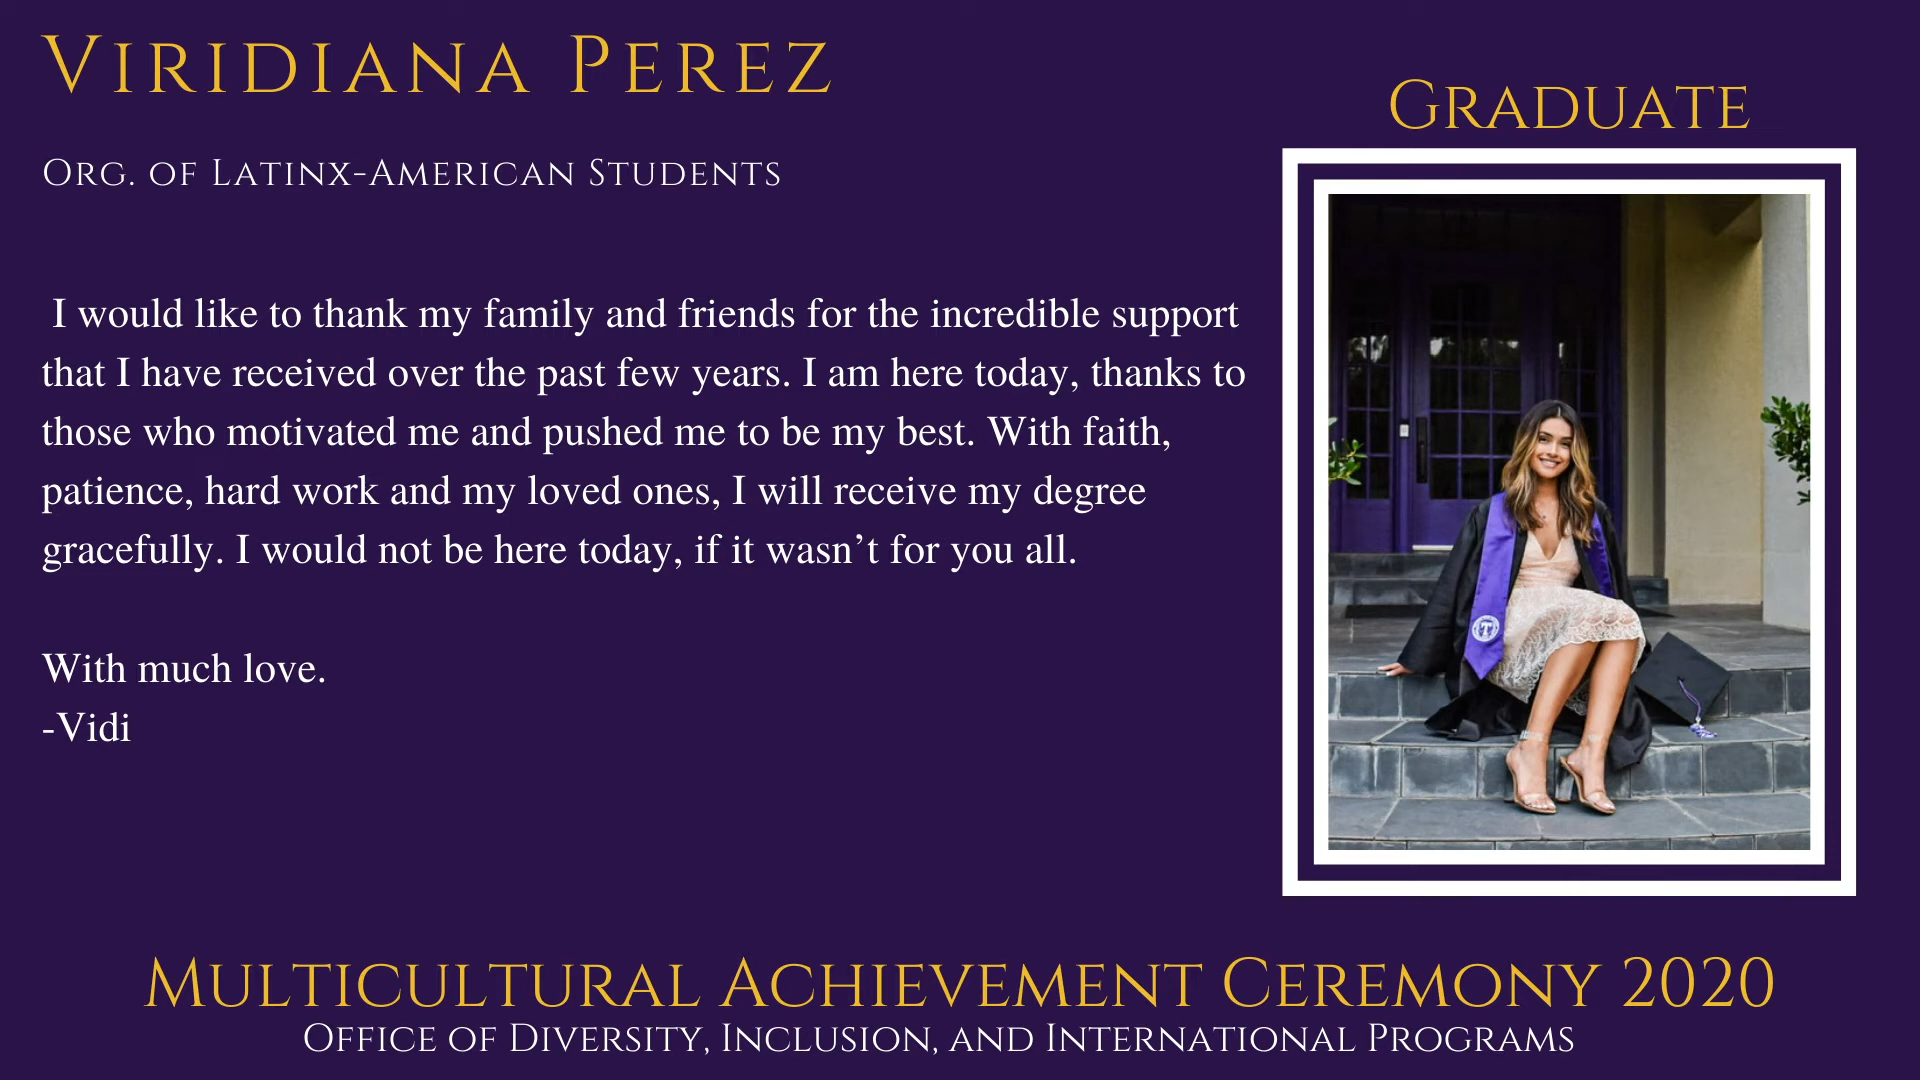 Viridiana Perez
Graduate
Org. of Latinx-American Students
I would like to thank my family and friends for the incredible support
that I have received over the past few years. I am here today, thanks to
those who motivated me and pushed me to be my best. With faith,
patience, hard work and my loved ones, I will receive my degree
gracefully. I would not be here today, if it wasn’t for you all.
With much love.
-Vidi
T
Multicultural Achievement Ceremony 2020
Office of Diversity, Inclusion, and International Programs